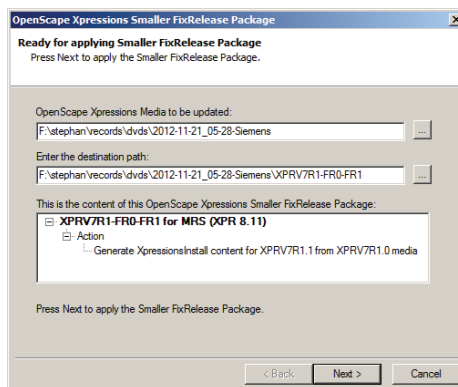 OpenScape Xpressions Smaller FixRelease Package
Ready for applying Smaller FixRelease Package
Press Next to apply the Smaller FixRelease Package.
OpenScape Xpressions Media to be updated:
F:\stephan\records\dvds\2012-11-21_05-28-Siemens
...
Enter the destination path:
F:\stephan\records\dvds\2012-11-21_05-28-Siemens\XPRV7R1-FR0-FR1
...
This is the content of this OpenScape Xpressions Smaller FixRelease Package:
XPRV7R1-FR0-FR1 for MRS (XPR 8.11)
Action
Generate XpressionsInstall content for XPRV7R1.1 from XPRV7R1.0 media
Press Next to apply the Smaller FixRelease Package.
< Back Next > Cancel